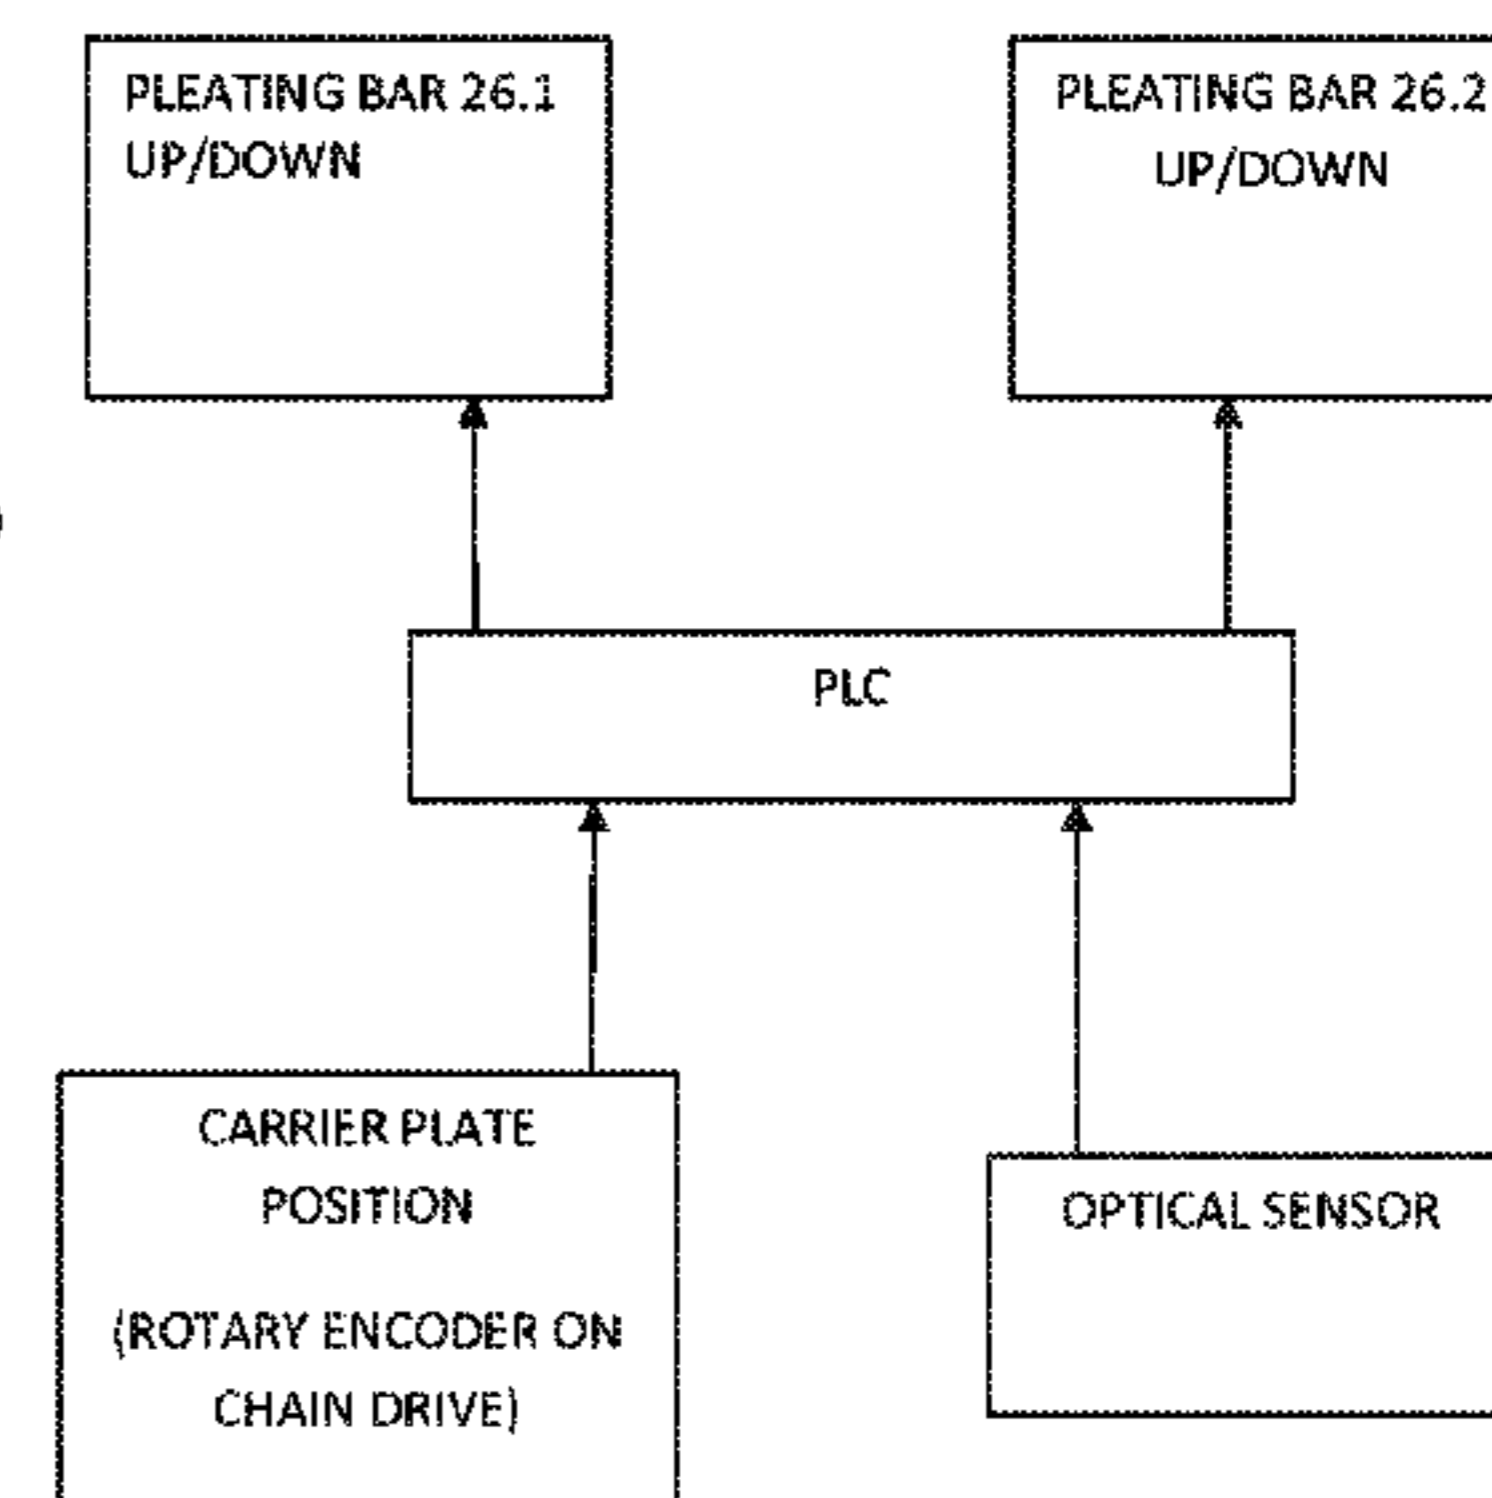 PLEATING BAR 26.1
UP/DOWN
PLEATING BAR 26.2
UP/DOWN
PLC
CARRIER PLATE
POSITION
(ROTARY ENCODER ON
CHAIN DRIVE)
OPTICAL SENSOR